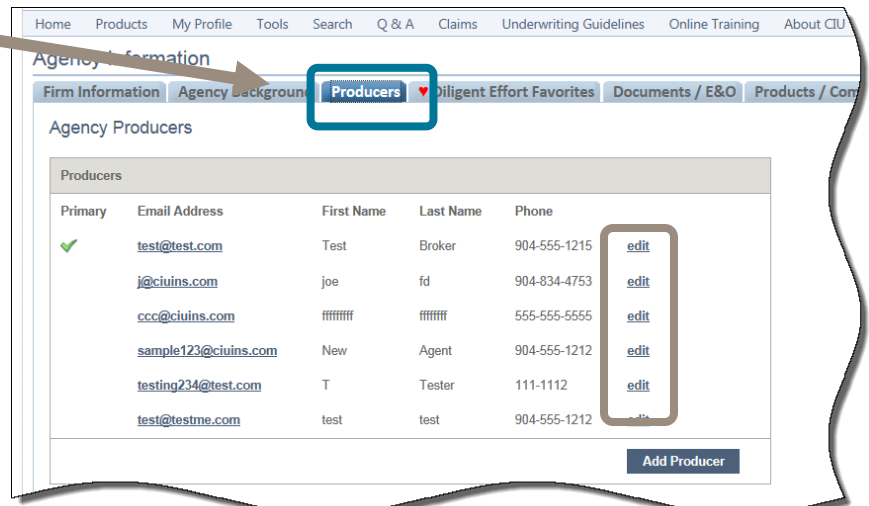 Home Products My Profile Tools Search Q & A Claims Underwriting Guidelines Online Training About CIU
Agency Information
Firm Information Agency Background Producers ♥ Diligent Effort Favorites Documents / E&O Products / Com
Agency Producers
Producers
Primary Email Address First Name Last Name Phone
test@test.com Test Broker 904-555-1215 edit
j@ciuins.com joe fd 904-834-4753 edit
ccc@ciuins.com fffffffff ffffffff 555-555-5555 edit
sample123@ciuins.com New Agent 904-555-1212 edit
testing234@test.com T Tester 111-1112 edit
test@testme.com test test 904-555-1212 edit
Add Producer